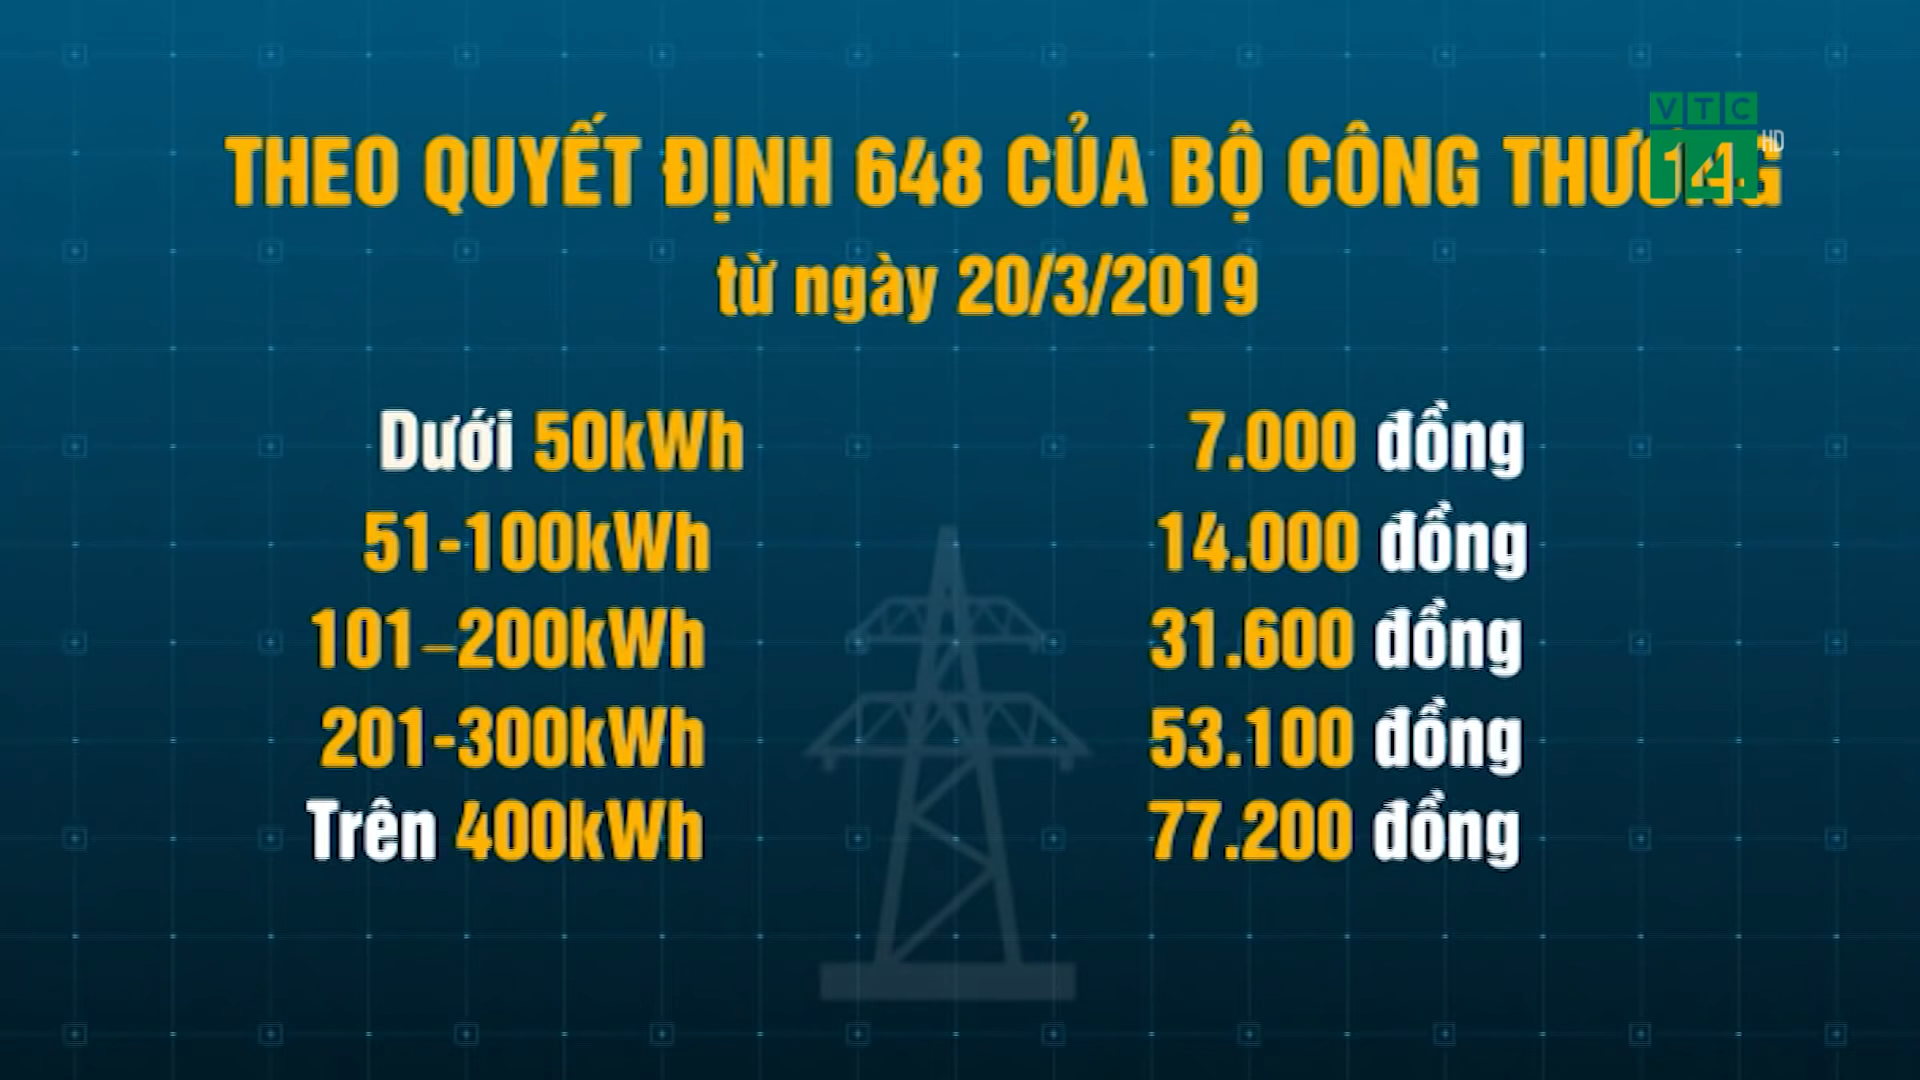 THEO QUYẾT ĐỊNH 648 CỦA BỘ CÔNG
từ ngày 20/3/2019
Dưới 50kWh 7.000 đồng
51-100kWh 14.000 đồng
101–200kWh 31.600 đồng
201-300kWh 53.100 đồng
Trên 400kWh 77.200 đồng
VTC
14 HD